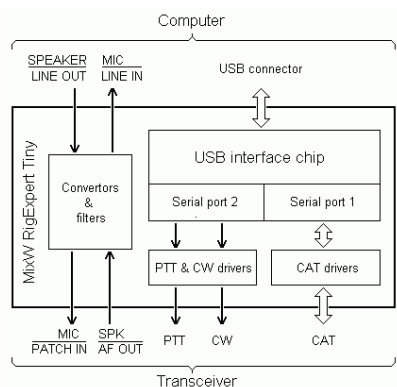 Computer
SPEAKER
LINE OUT
MIC
LINE IN
USB connector
MixW RigExpert Tiny
Convertors
&
filters
USB interface chip
Serial port 2
Serial port 1
PTT & CW drivers
CAT drivers
MIC
PATCH IN
SPK
AF OUT
PTT
CW
CAT
Transceiver